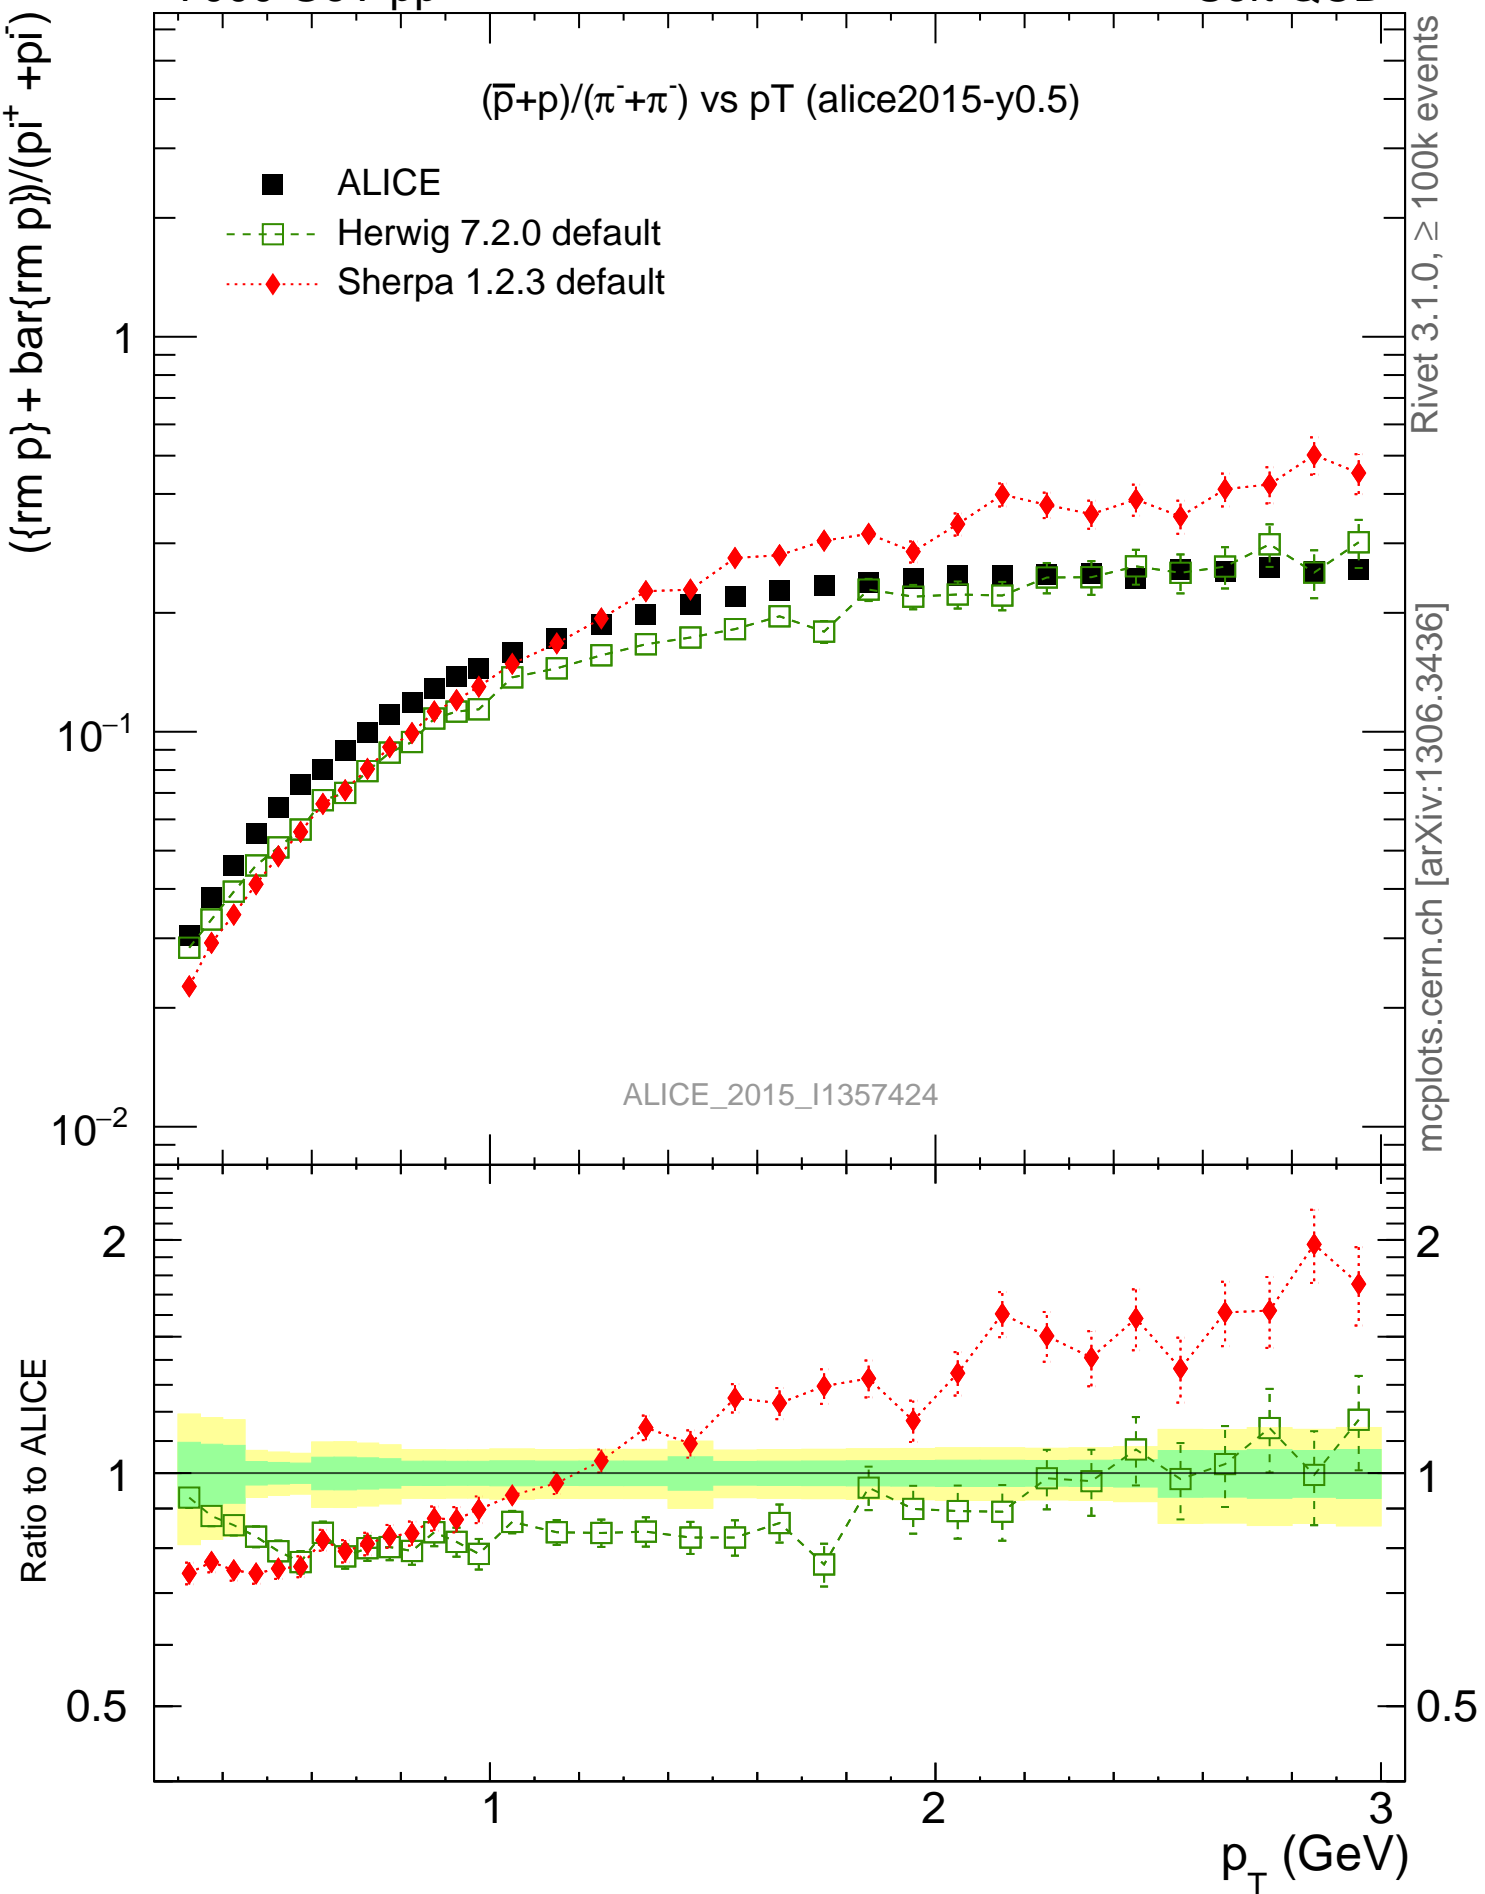 (p̅+p)/(π⁻+π⁻) vs pT (alice2015-y0.5)
ALICE
Herwig 7.2.0 default
Sherpa 1.2.3 default
({rm p} + bar{rm p})/(pi⁺ +pi⁻)
1
10⁻¹
10⁻²
ALICE_2015_I1357424
Rivet 3.1.0, ≥ 100k events
mcplots.cern.ch [arXiv:1306.3436]
Ratio to ALICE
2
1
0.5
2
1
0.5
1
2
3
p_T (GeV)